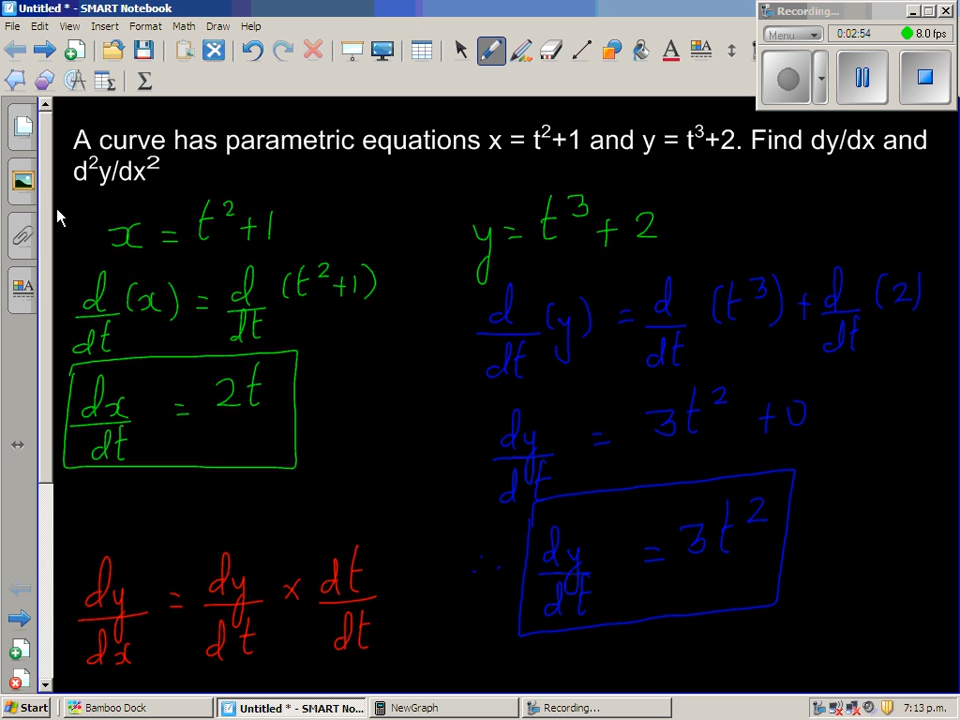 Untitled * - SMART Notebook
Recording...
File Edit View Insert Format Math Draw Help
Menu
0:02:54
8.0 fps
A curve has parametric equations x = t²+1 and y = t³+2. Find dy/dx and
d²y/dx²
x = t²+1
y = t³ + 2
d/dt (x) = d/dt (t²+1)
d/dt (y) = d/dt (t³) + d/dt (2)
dx/dt = 2t
dy/dt = 3t² + 0
∴ dy/dt = 3t²
dy/dx = dy/dt × dt/dt
Start
Bamboo Dock
Untitled * - SMART No...
NewGraph
Recording...
7:13 p.m.